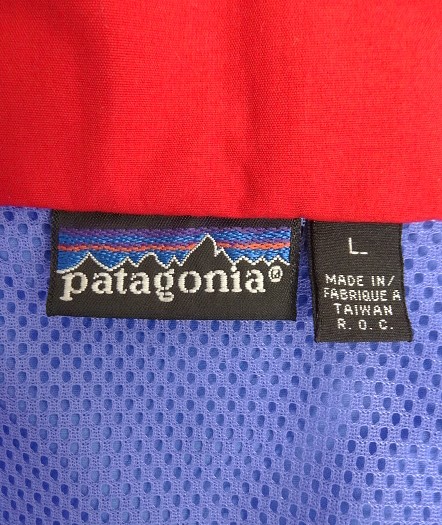 patagonia®
L
MADE IN/
FABRIQUE A
TAIWAN
R. O. C.